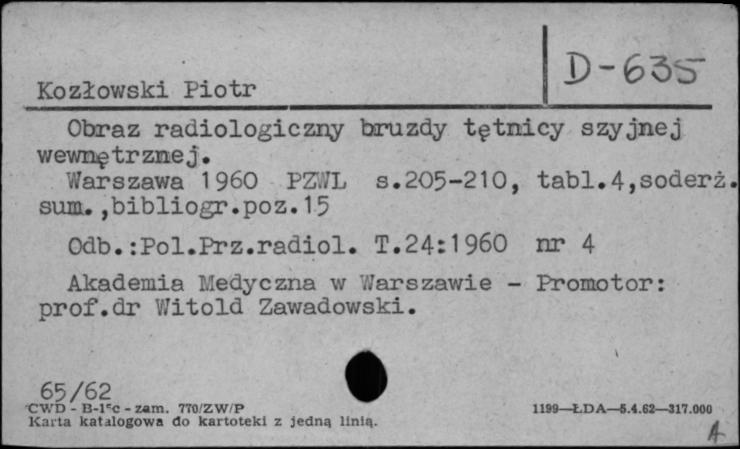 D-635
Kozłowski Piotr
Obraz radiologiczny bruzdy tętnicy szyjnej
wewnętrznej.
Warszawa 1960 PZWL s.205-210, tabl.4,soderż.
sum.,bibliogr.poz.15
Odb.:Pol.Prz.radiol. T.24:1960 nr 4
Akademia Medyczna w Warszawie - Promotor:
prof.dr Witold Zawadowski.
65/62
CWD - B-1ᵉc - zam. 770/ZW/P
1199—ŁDA—5.4.62—317.000
Karta katalogowa do kartoteki z jedną linią.
A